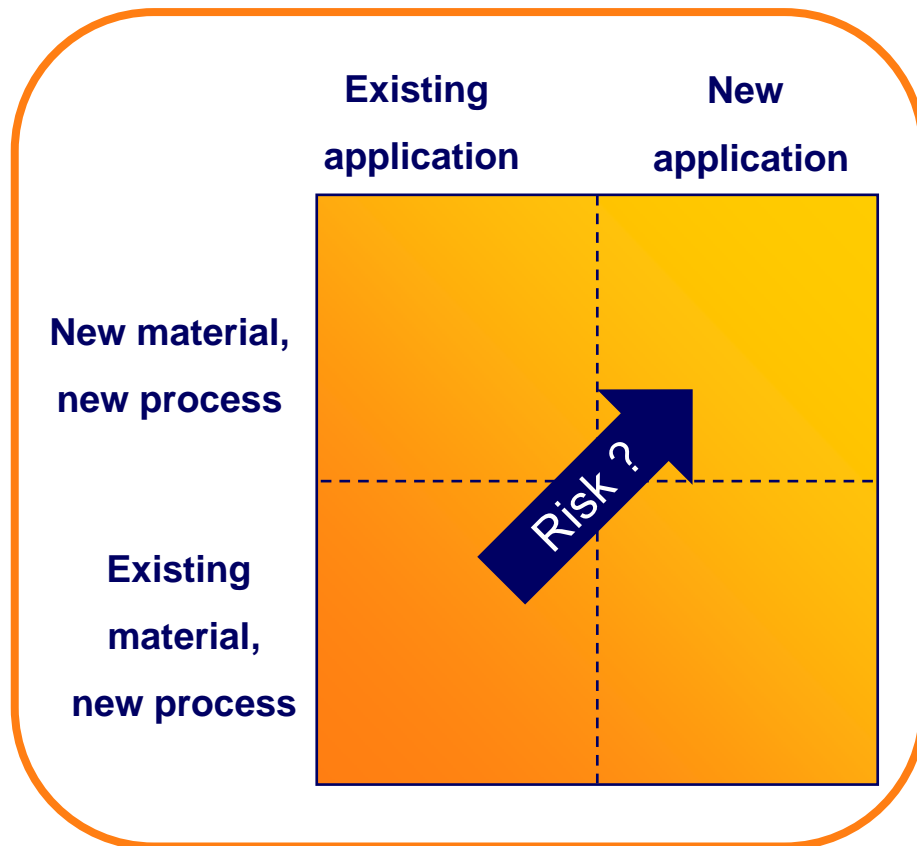 Existing
application
New
application
New material,
new process
Risk ?
Existing
material,
new process